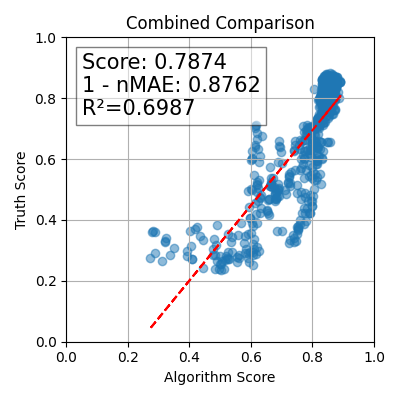 Combined Comparison
Score: 0.7874
1 - nMAE: 0.8762
R²=0.6987
1.0
0.8
0.6
0.4
0.2
0.0
Truth Score
0.0 0.2 0.4 0.6 0.8 1.0
Algorithm Score